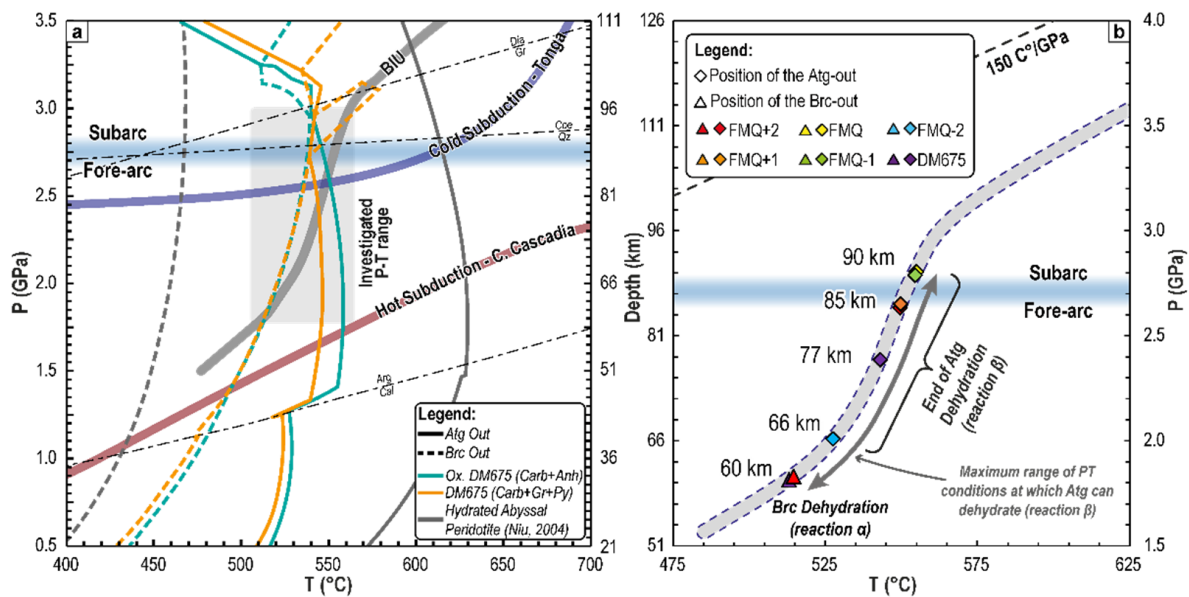 a
3.5
3.0
2.5
2.0
1.5
1.0
0.5
P (GPa)
400
450
500
550
600
650
700
T (°C)
111
96
81
66
51
36
21
Subarc
Fore-arc
BIU
Dia
Gr
Coe
Qz
Cold Subduction - Tonga
Investigated
P-T range
Hot Subduction - C. Cascadia
Arg
Cal
Legend:
Atg Out
Brc Out
Ox. DM675 (Carb+Anh)
DM675 (Carb+Gr+Py)
Hydrated Abyssal
Peridotite (Niu, 2004)
b
126
111
96
81
66
51
Depth (km)
475
525
575
625
T (°C)
4.0
3.5
3.0
2.5
2.0
1.5
P (GPa)
Legend:
Position of the Atg-out
Position of the Brc-out
FMQ+2
FMQ
FMQ-2
FMQ+1
FMQ-1
DM675
150 C°/GPa
90 km
Subarc
85 km
Fore-arc
77 km
End of Atg
Dehydration
(reaction β)
66 km
60 km
Maximum range of PT
conditions at which Atg can
dehydrate (reaction β)
Brc Dehydration
(reaction α)